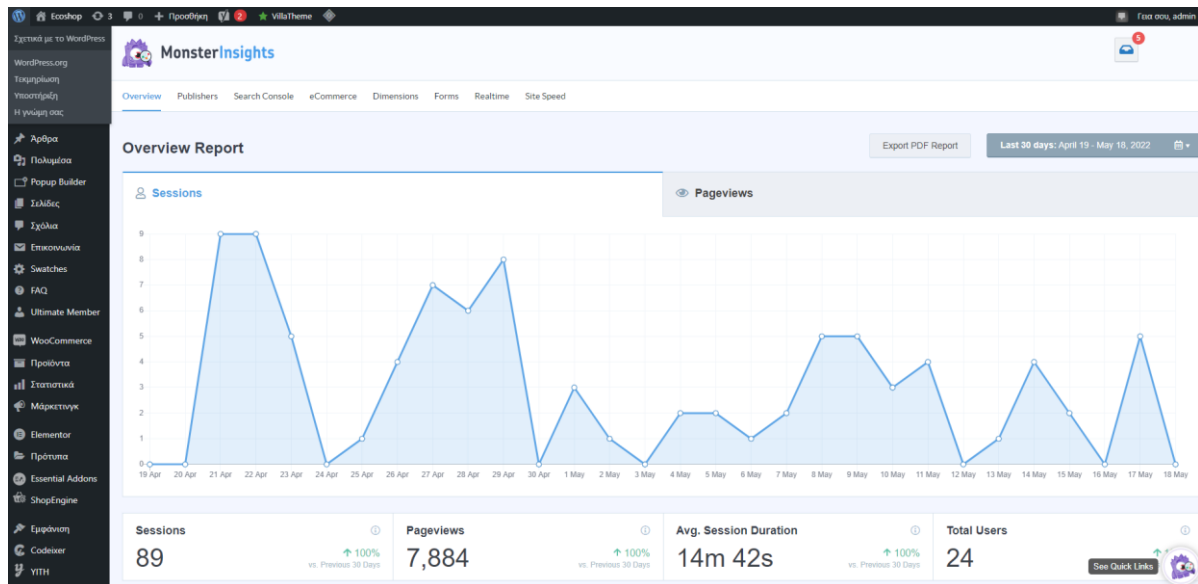 Ecoshop 3 0 Προσθήκη 2 VillaTheme Γεια σου, admin
Σχετικά με το WordPress
WordPress.org
Τεκμηρίωση
Υποστήριξη
Η γνώμη σας
Άρθρα
Πολυμέσα
Popup Builder
Σελίδες
Σχόλια
Επικοινωνία
Swatches
FAQ
Ultimate Member
WooCommerce
Προϊόντα
Στατιστικά
Μάρκετινγκ
Elementor
Πρότυπα
Essential Addons
ShopEngine
Εμφάνιση
Codeixer
YITH
MonsterInsights
5
Overview Publishers Search Console eCommerce Dimensions Forms Realtime Site Speed
Overview Report
Export PDF Report
Last 30 days: April 19 - May 18, 2022
Sessions
Pageviews
9
8
7
6
5
4
3
2
1
0
19 Apr 20 Apr 21 Apr 22 Apr 23 Apr 24 Apr 25 Apr 26 Apr 27 Apr 28 Apr 29 Apr 30 Apr 1 May 2 May 3 May 4 May 5 May 6 May 7 May 8 May 9 May 10 May 11 May 12 May 13 May 14 May 15 May 16 May 17 May 18 May
Sessions
89
100%
vs. Previous 30 Days
Pageviews
7,884
100%
vs. Previous 30 Days
Avg. Session Duration
14m 42s
100%
vs. Previous 30 Days
Total Users
24
See Quick Links